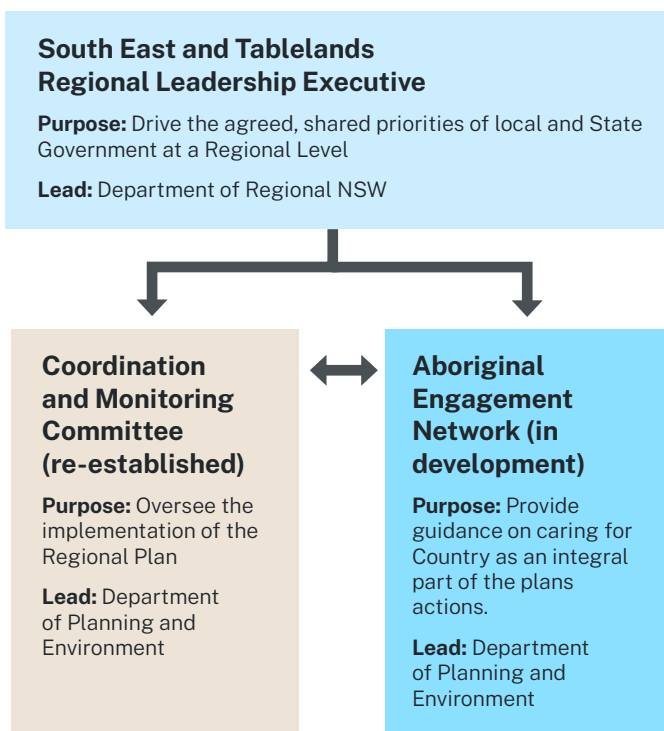 South East and Tablelands
Regional Leadership Executive
Purpose: Drive the agreed, shared priorities of local and State
Government at a Regional Level
Lead: Department of Regional NSW
Coordination
and Monitoring
Committee
(re-established)
Purpose: Oversee the
implementation of the
Regional Plan
Lead: Department
of Planning and
Environment
Aboriginal
Engagement
Network (in
development)
Purpose: Provide
guidance on caring for
Country as an integral
part of the plans
actions.
Lead: Department
of Planning and
Environment